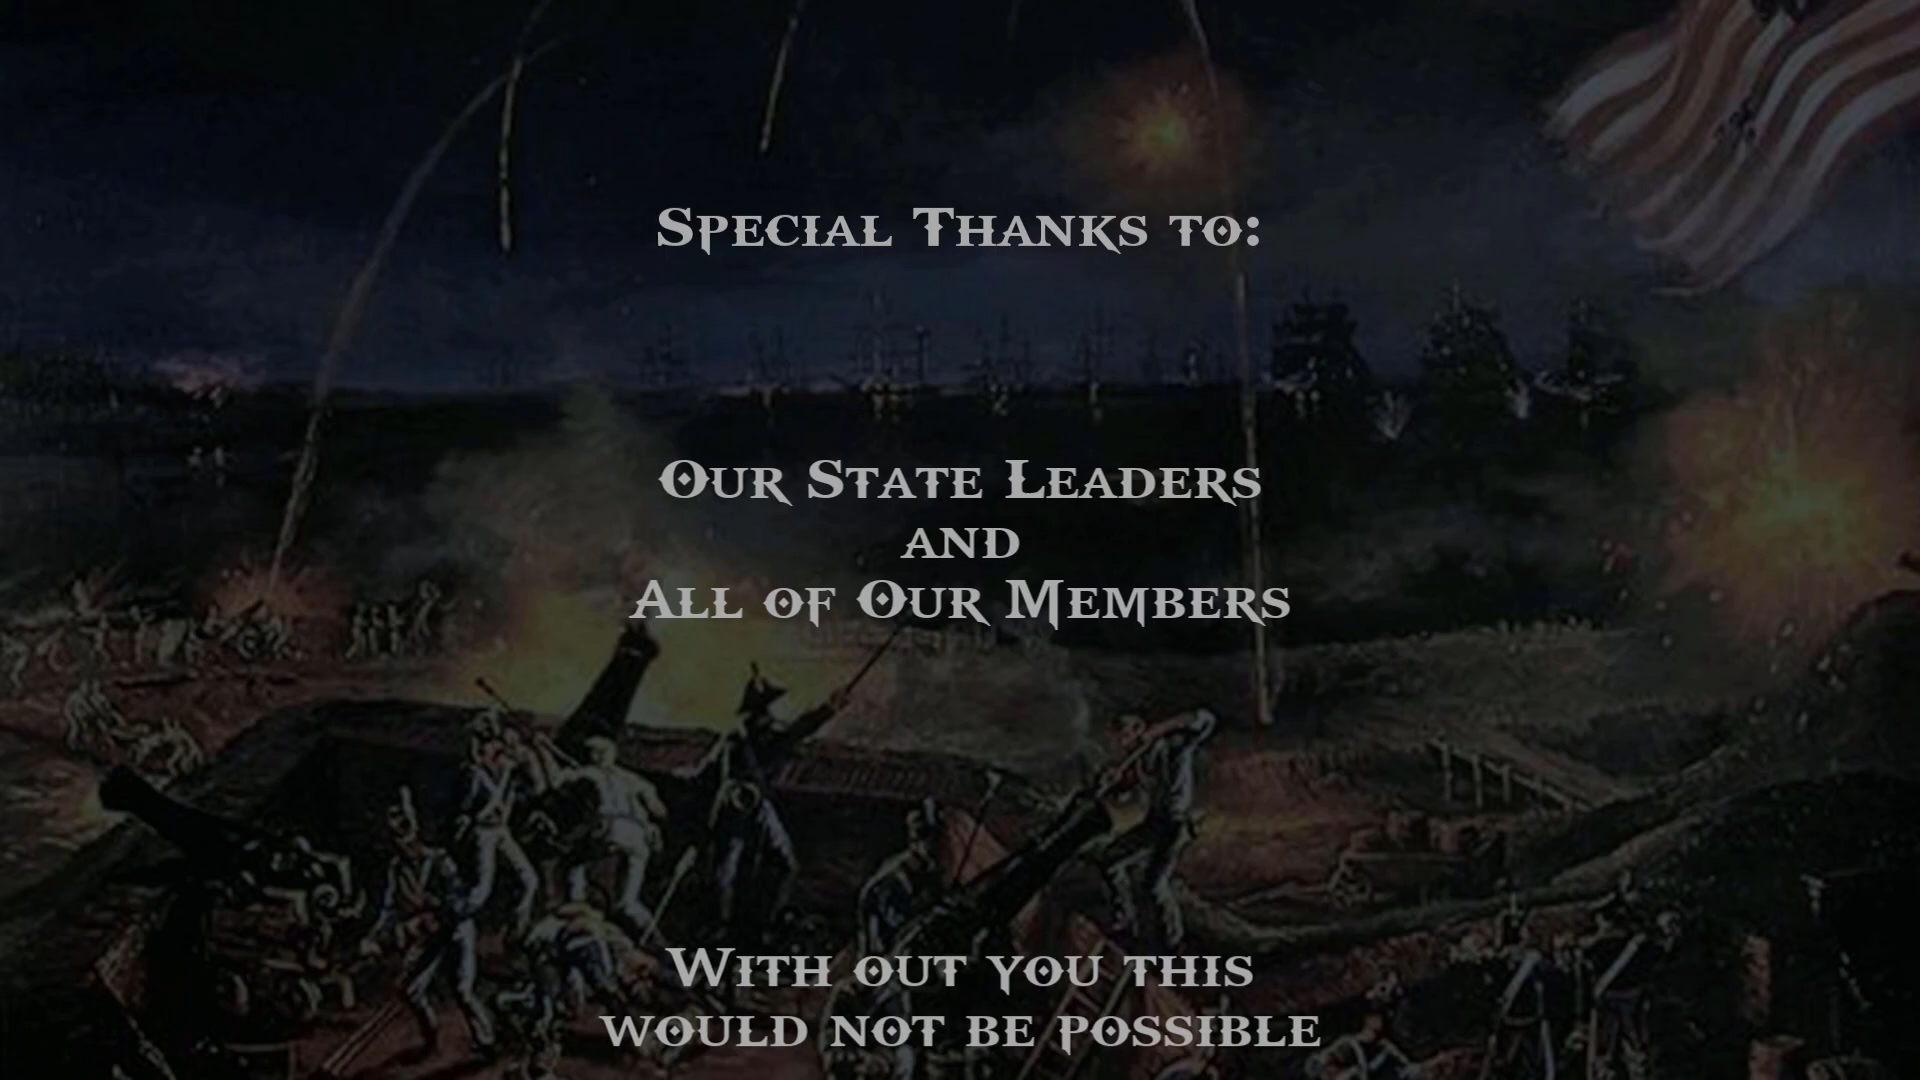 Special Thanks to:
Our State Leaders
and
All of Our Members
With out you this
would not be possible